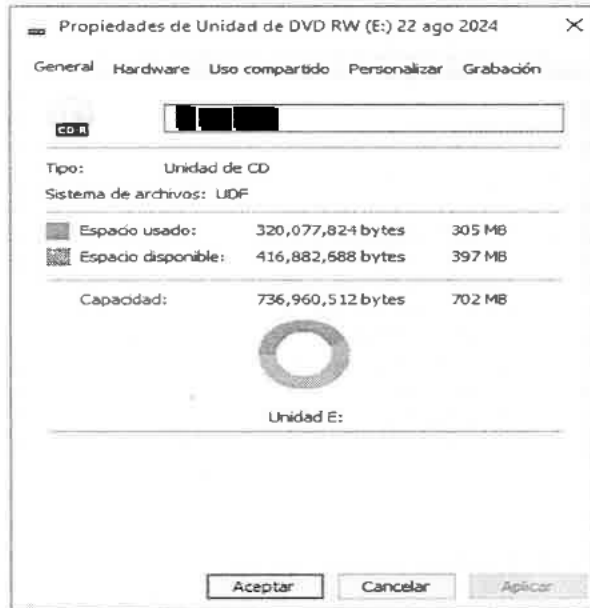 Propiedades de Unidad de DVD RW (E:) 22 ago 2024
General Hardware Uso compartido Personalizar Grabación
CD-R
Tipo: Unidad de CD
Sistema de archivos: UDF
Espacio usado: 320,077,824 bytes 305 MB
Espacio disponible: 416,882,688 bytes 397 MB
Capacidad: 736,960,512 bytes 702 MB
Unidad E:
Aceptar Cancelar Aplicar